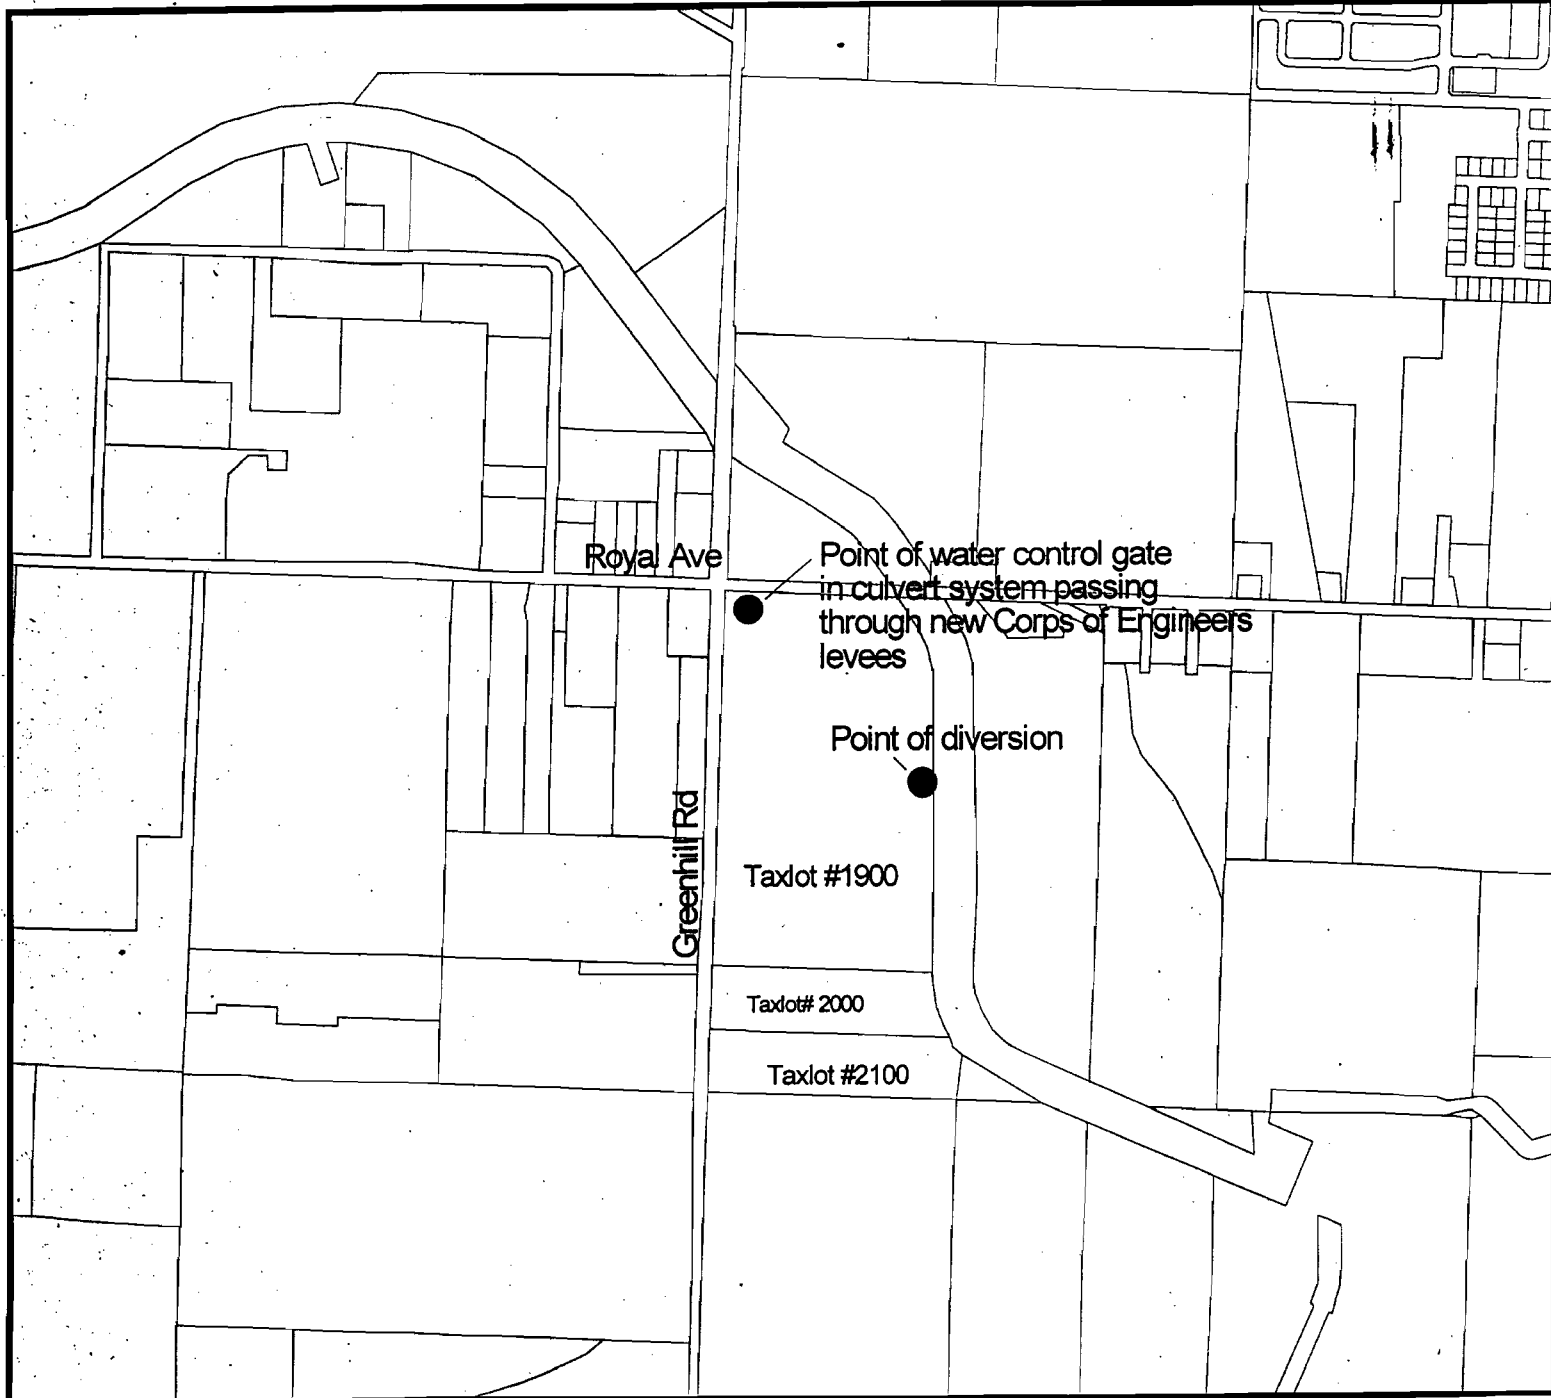 Royal Ave
Point of water control gate
in culvert system passing
through new Corps of Engineers
levees
Point of diversion
Greenhill Rd
Taxlot #1900
Taxlot# 2000
Taxlot #2100